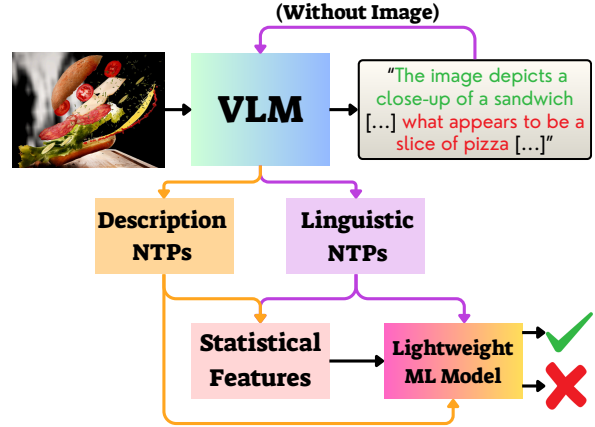 (Without Image)
VLM
"The image depicts a
close-up of a sandwich
[...] what appears to be a
slice of pizza [...]"
Description
NTPs
Linguistic
NTPs
Statistical
Features
Lightweight
ML Model